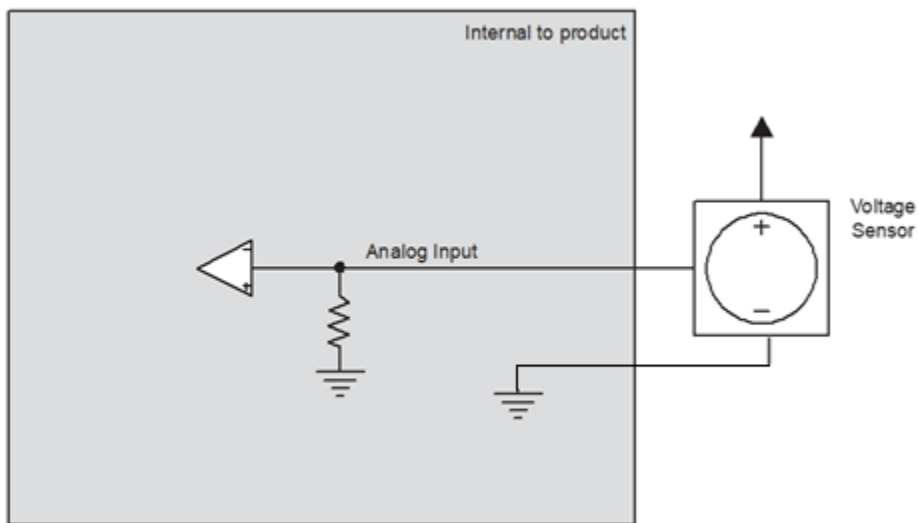 Internal to product
Voltage
Sensor
Analog Input
+
−
−
+